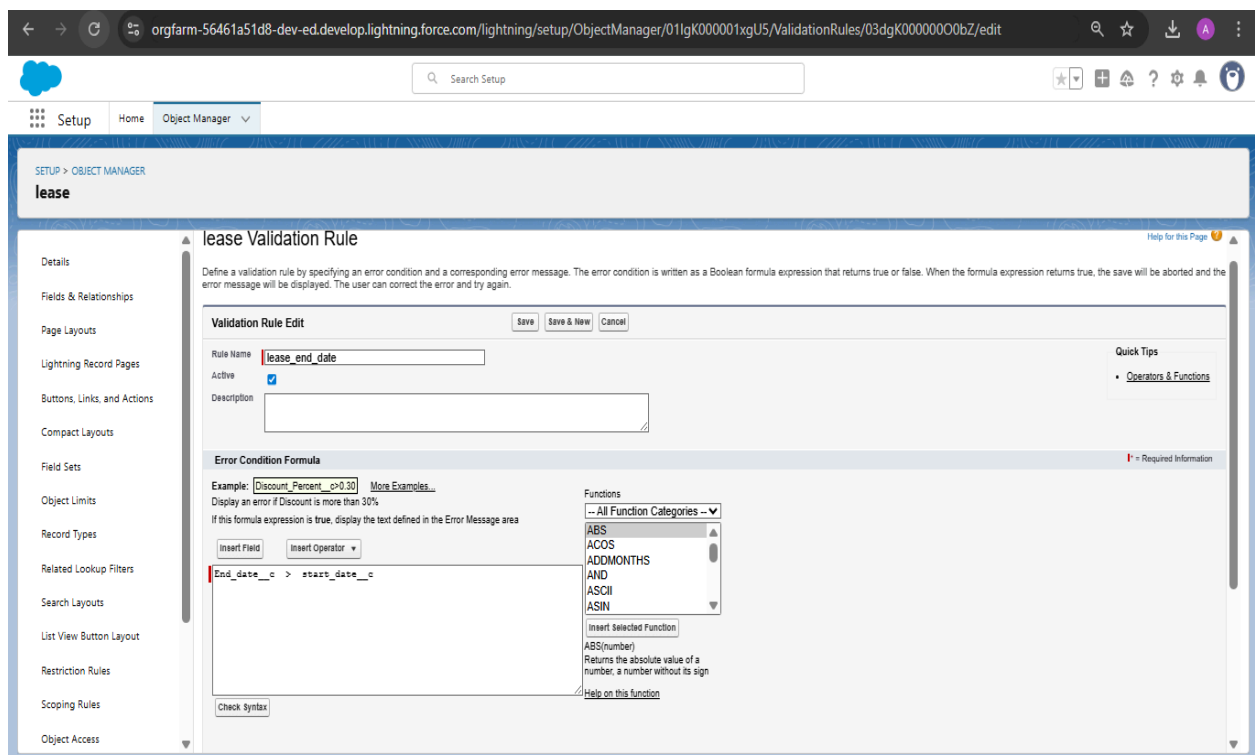 orgfarm-56461a51d8-dev-ed.develop.lightning.force.com/lightning/setup/ObjectManager/01IgK000001xgU5/ValidationRules/03dgK000000O0bZ/edit
A
Search Setup
Setup
Home
Object Manager
SETUP > OBJECT MANAGER
lease
Details
Fields & Relationships
Page Layouts
Lightning Record Pages
Buttons, Links, and Actions
Compact Layouts
Field Sets
Object Limits
Record Types
Related Lookup Filters
Search Layouts
List View Button Layout
Restriction Rules
Scoping Rules
Object Access
lease Validation Rule
Help for this Page
Define a validation rule by specifying an error condition and a corresponding error message. The error condition is written as a Boolean formula expression that returns true or false. When the formula expression returns true, the save will be aborted and the
error message will be displayed. The user can correct the error and try again.
Validation Rule Edit
Save
Save & New
Cancel
Rule Name
lease_end_date
Active
Description
Quick Tips
• Operators & Functions
Error Condition Formula
= Required Information
Example: Discount_Percent__c>0.30 More Examples...
Display an error if Discount is more than 30%
If this formula expression is true, display the text defined in the Error Message area
Insert Field
Insert Operator
End_date__c > start_date__c
Check Syntax
Functions
-- All Function Categories --
ABS
ACOS
ADDMONTHS
AND
ASCII
ASIN
Insert Selected Function
ABS(number)
Returns the absolute value of a
number, a number without its sign
Help on this function